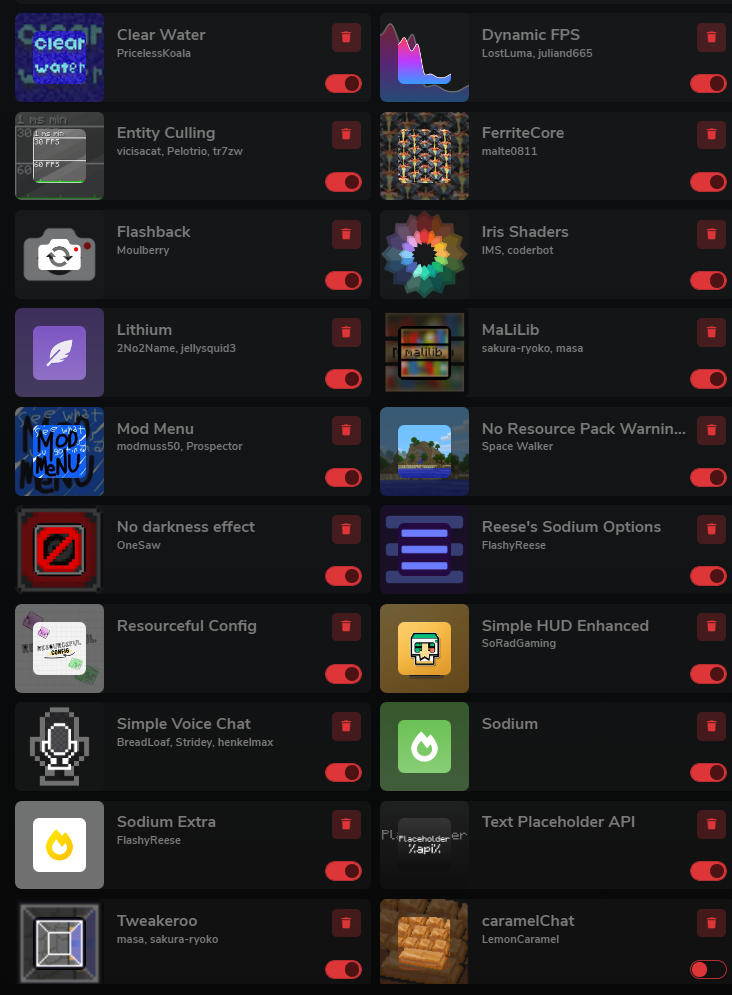 Clear Water
PricelessKoala
clear
water
Dynamic FPS
LostLuma, juliand665
Entity Culling
vicisacat, Pelotrio, tr7zw
1 ms min
30 FPS
60 FPS
FerriteCore
malte0811
Flashback
Moulberry
Iris Shaders
IMS, coderbot
Lithium
2No2Name, jellysquid3
MaLiLib
sakura-ryoko, masa
malilib
Mod Menu
modmuss50, Prospector
MOD
MENU
No Resource Pack Warnin...
Space Walker
No darkness effect
OneSaw
Reese's Sodium Options
FlashyReese
Resourceful Config
RESOURCEFUL
CONFIG
Simple HUD Enhanced
SoRadGaming
Simple Voice Chat
BreadLoaf, Stridey, henkelmax
Sodium
Sodium Extra
FlashyReese
Text Placeholder API
Placeholder
%api%
Tweakeroo
masa, sakura-ryoko
caramelChat
LemonCaramel